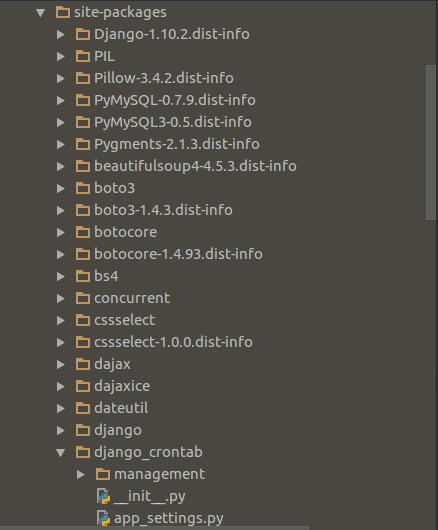 site-packages
Django-1.10.2.dist-info
PIL
Pillow-3.4.2.dist-info
PyMySQL-0.7.9.dist-info
PyMySQL3-0.5.dist-info
Pygments-2.1.3.dist-info
beautifulsoup4-4.5.3.dist-info
boto3
boto3-1.4.3.dist-info
botocore
botocore-1.4.93.dist-info
bs4
concurrent
cssselect
cssselect-1.0.0.dist-info
dajax
dajaxice
dateutil
django
django_crontab
management
__init__.py
app_settings.py